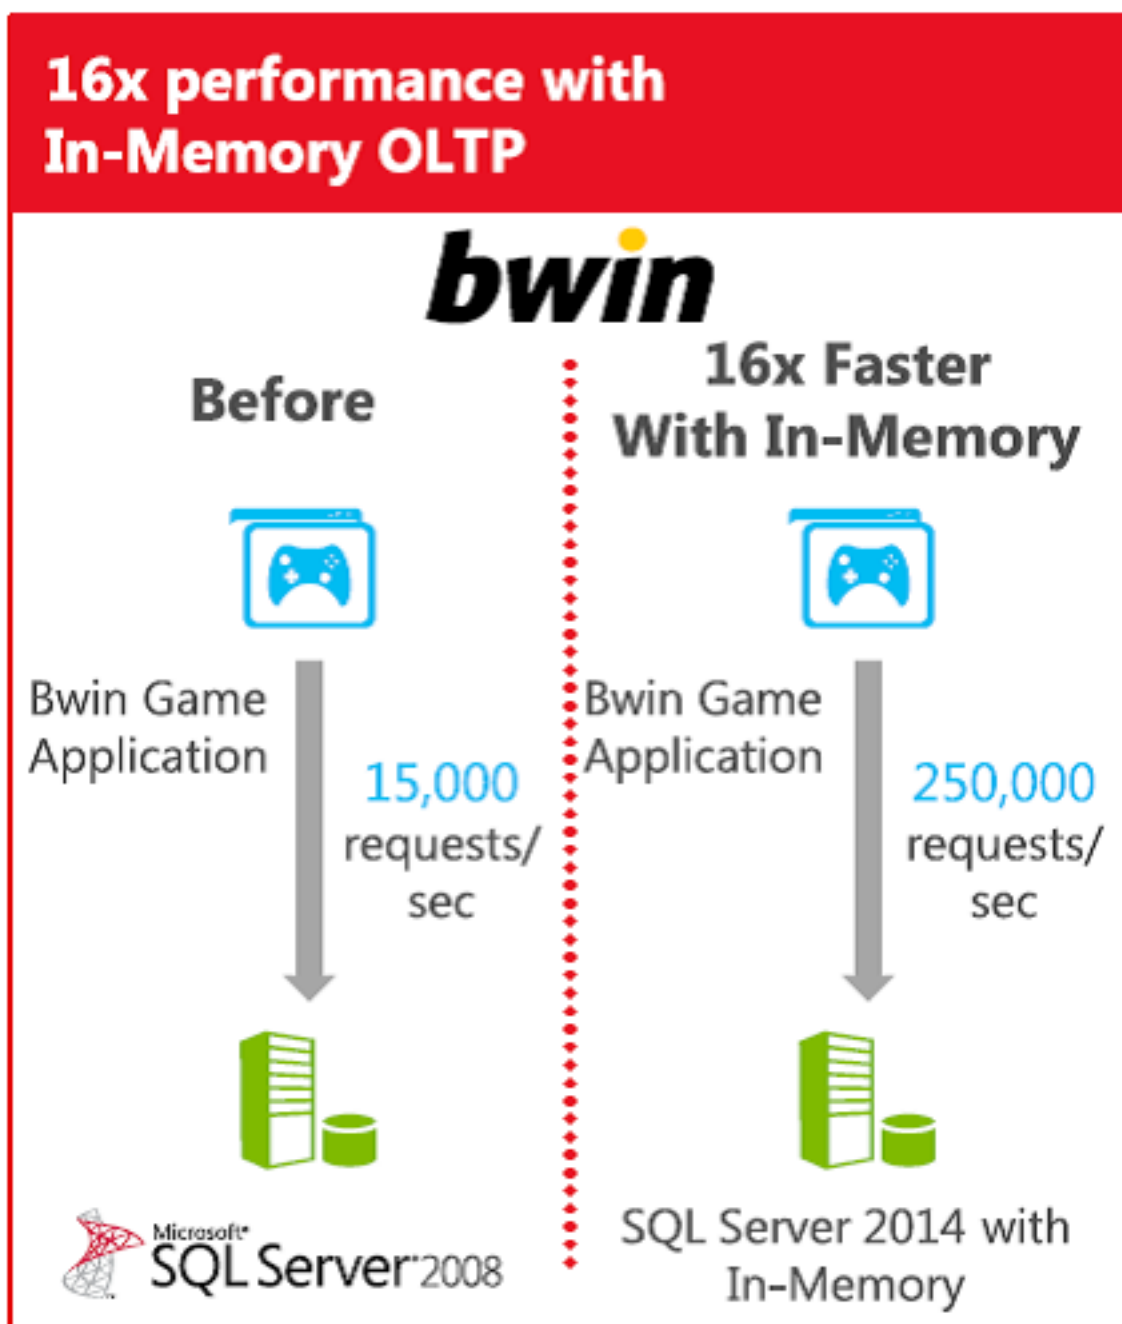 16x performance with
In-Memory OLTP
bwin
Before
16x Faster
With In-Memory
Bwin Game
Application
15,000
requests/
sec
Bwin Game
Application
250,000
requests/
sec
Microsoft®
SQL Server® 2008
SQL Server 2014 with
In-Memory